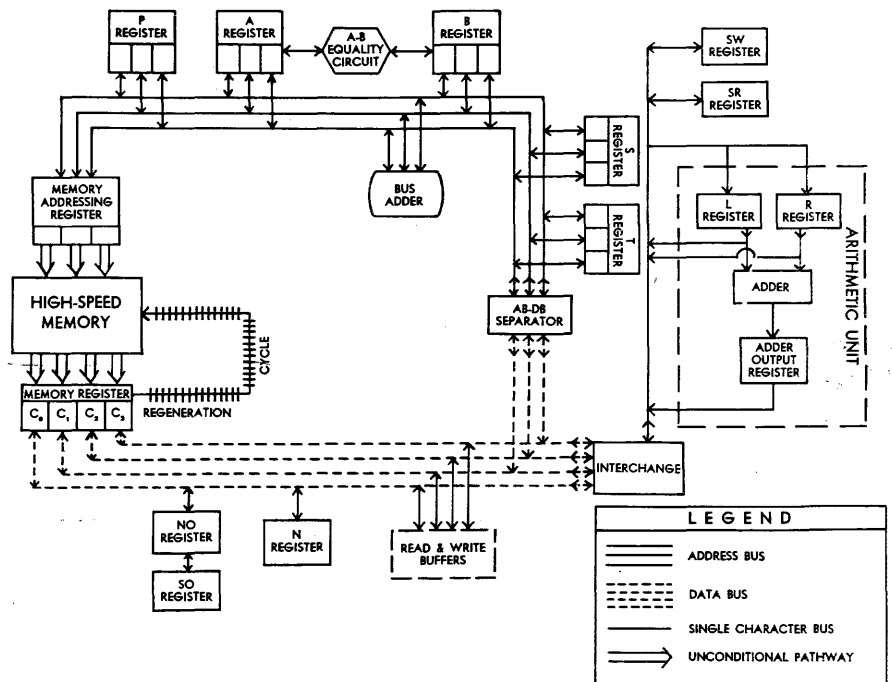 P
REGISTER
A
REGISTER
A-B
EQUALITY
CIRCUIT
B
REGISTER
SW
REGISTER
SR
REGISTER
S
REGISTER
MEMORY
ADDRESSING
REGISTER
BUS
ADDER
T
REGISTER
L
REGISTER
R
REGISTER
ARITHMETIC UNIT
ADDER
ADDER
OUTPUT
REGISTER
HIGH-SPEED
MEMORY
CYCLE
REGENERATION
AB-DB
SEPARATOR
MEMORY REGISTER
C₀ C₁ C₂ C₃
INTERCHANGE
NO
REGISTER
SO
REGISTER
N
REGISTER
READ & WRITE
BUFFERS
LEGEND
ADDRESS BUS
DATA BUS
SINGLE CHARACTER BUS
UNCONDITIONAL PATHWAY